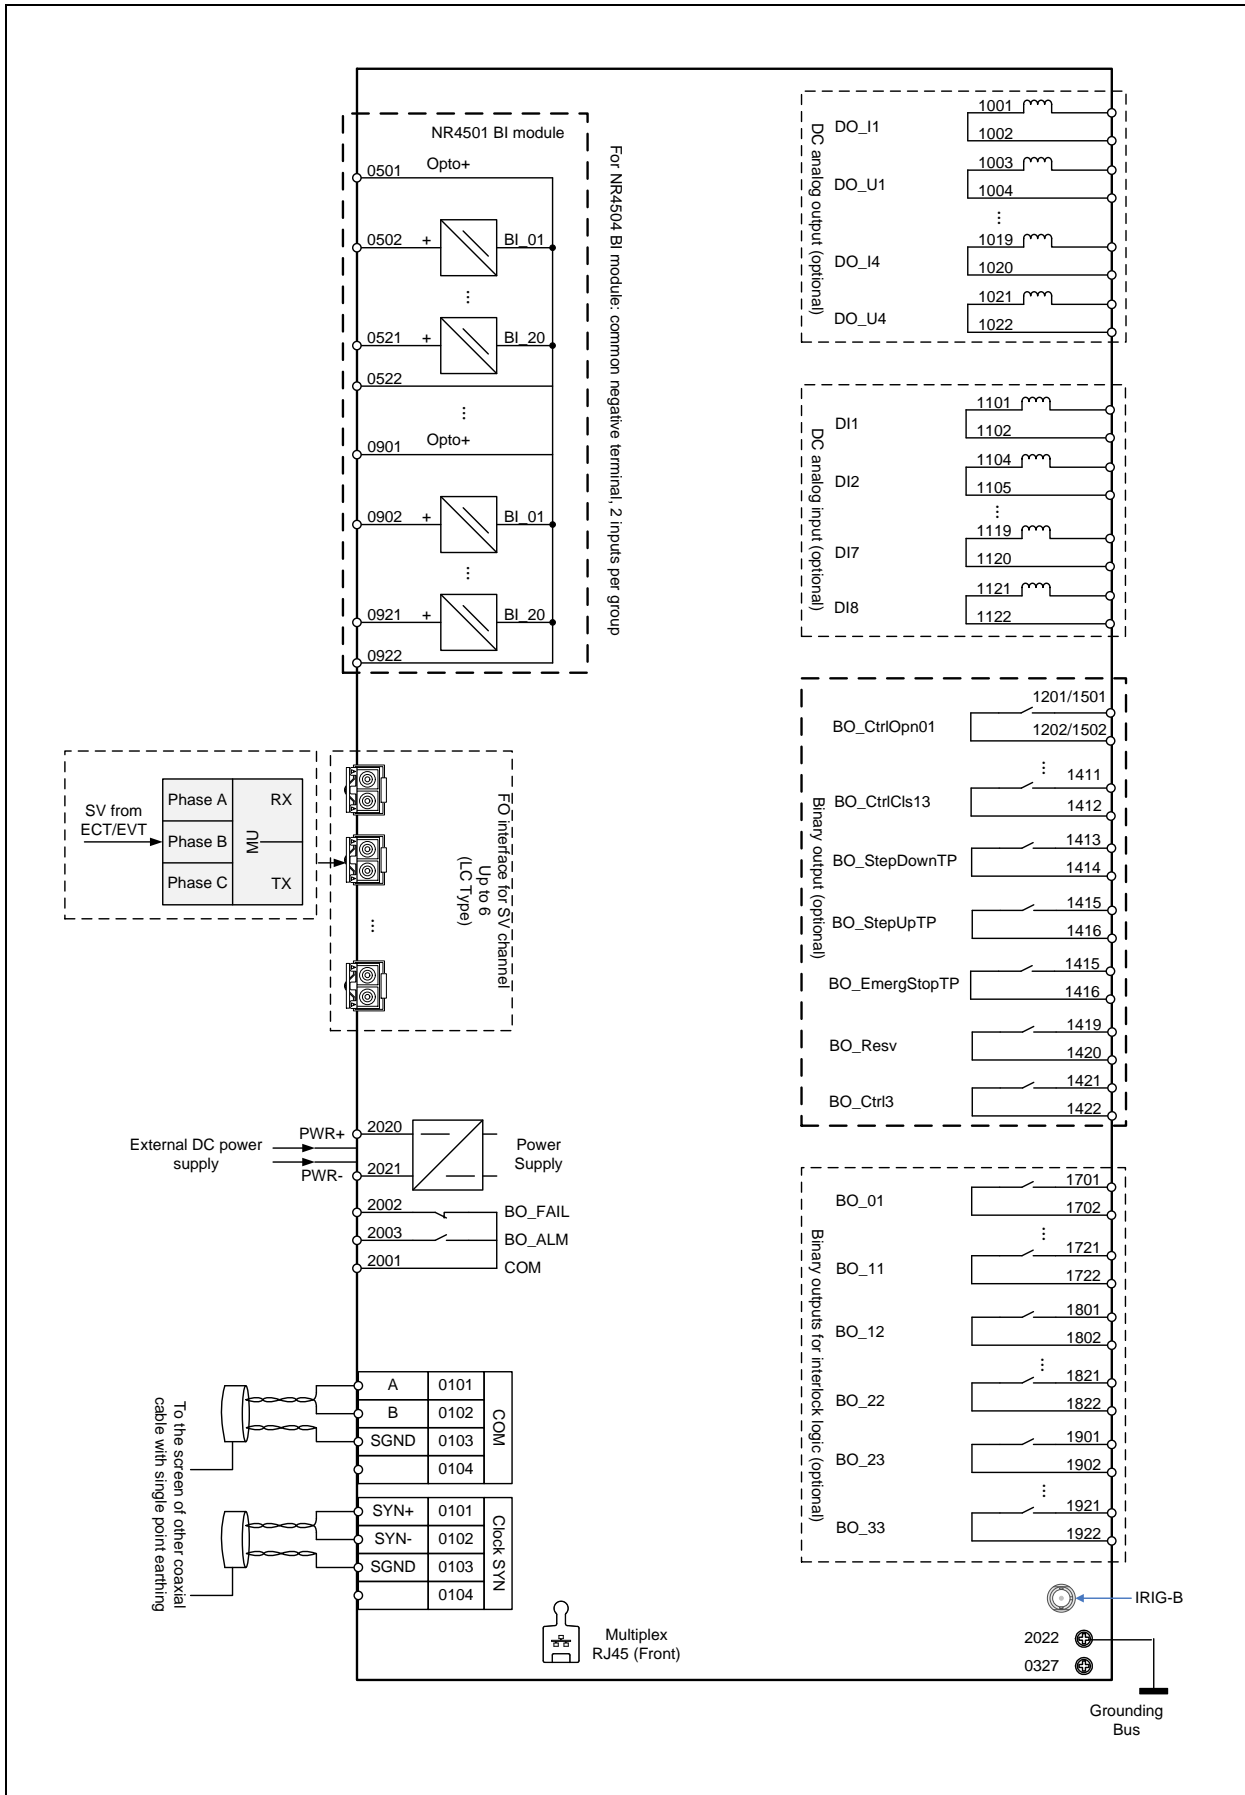 NR4501 BI module
0501
Opto+
0502
+
BI_01
...
0521
+
BI_20
0522
...
0901
Opto+
0902
+
BI_01
...
0921
+
BI_20
0922
For NR4504 BI module: common negative terminal, 2 inputs per group
SV from
ECT/EVT
Phase A
Phase B
Phase C
MU
RX
TX
...
FO interface for SV channel
Up to 6
(LC Type)
External DC power
supply
PWR+
PWR-
2020
2021
Power
Supply
2002
BO_FAIL
2003
BO_ALM
2001
COM
To the screen of other coaxial
cable with single point earthing
A
0101
B
0102
SGND
0103
0104
COM
SYN+
0101
SYN-
0102
SGND
0103
0104
Clock SYN
Multiplex
RJ45 (Front)
DC analog output (optional)
DO_I1
1001
1002
DO_U1
1003
1004
...
DO_I4
1019
1020
DO_U4
1021
1022
DC analog input (optional)
DI1
1101
1102
DI2
1104
1105
...
DI7
1119
1120
DI8
1121
1122
Binary output (optional)
BO_CtrlOpn01
1201/1501
1202/1502
...
BO_CtrlCls13
1411
1412
BO_StepDownTP
1413
1414
BO_StepUpTP
1415
1416
BO_EmergStopTP
1415
1416
BO_Resv
1419
1420
BO_Ctrl3
1421
1422
Binary outputs for interlock logic (optional)
BO_01
1701
1702
...
BO_11
1721
1722
BO_12
1801
1802
...
BO_22
1821
1822
BO_23
1901
1902
...
BO_33
1921
1922
IRIG-B
2022
0327
Grounding
Bus